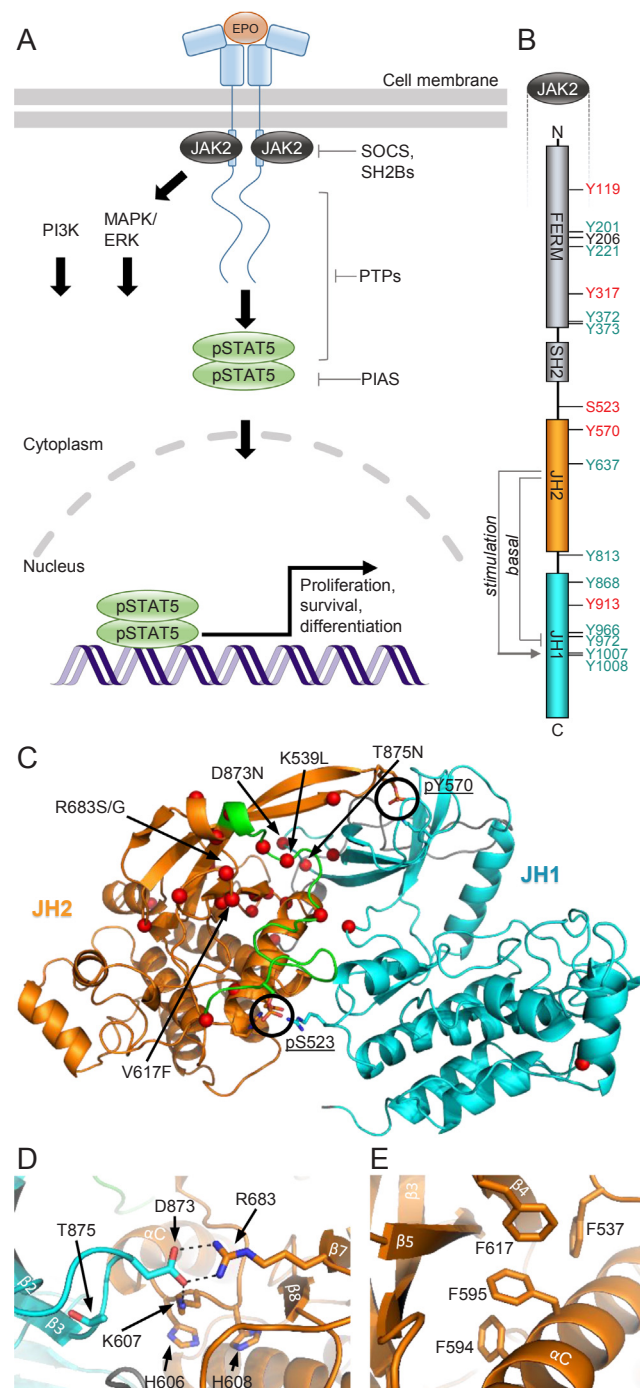 A
EPO
Cell membrane
JAK2
JAK2
SOCS,
SH2Bs
PI3K
MAPK/
ERK
PTPs
pSTAT5
pSTAT5
PIAS
Cytoplasm
Nucleus
pSTAT5
pSTAT5
Proliferation,
survival,
differentiation
B
JAK2
N
FERM
SH2
JH2
JH1
C
Y119
Y201
Y206
Y221
Y317
Y372
Y373
S523
Y570
Y637
Y813
Y868
Y913
Y966
Y972
Y1007
Y1008
stimulation
basal
C
R683S/G
D873N
K539L
T875N
pY570
JH2
JH1
V617F
pS523
D
D873
R683
T875
αC
β7
β2
β3
β8
K607
H606
H608
E
β3
β4
β5
F617
F537
F595
F594
αC